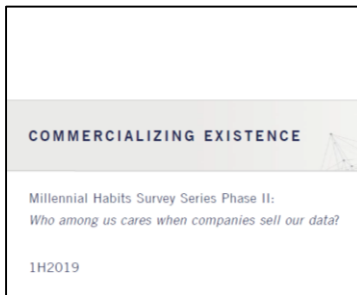 COMMERCIALIZING EXISTENCE
Millennial Habits Survey Series Phase II:
Who among us cares when companies sell our data?
1H2019